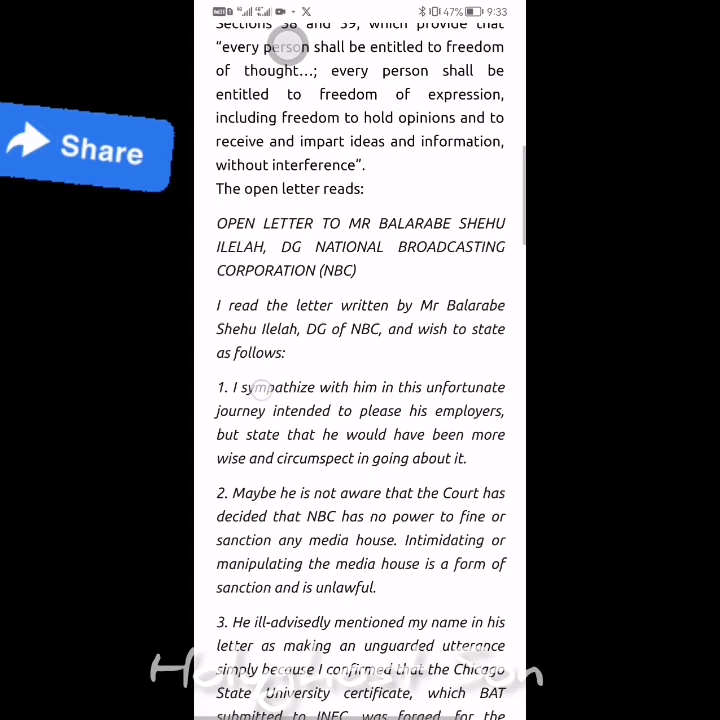 47% 9:33
Sections 38 and 39, which provide that
“every person shall be entitled to freedom
of thought...; every person shall be
entitled to freedom of expression,
including freedom to hold opinions and to
receive and impart ideas and information,
without interference”.
The open letter reads:
Share
OPEN LETTER TO MR BALARABE SHEHU
ILELAH, DG NATIONAL BROADCASTING
CORPORATION (NBC)
I read the letter written by Mr Balarabe
Shehu Ilelah, DG of NBC, and wish to state
as follows:
1. I sympathize with him in this unfortunate
journey intended to please his employers,
but state that he would have been more
wise and circumspect in going about it.
2. Maybe he is not aware that the Court has
decided that NBC has no power to fine or
sanction any media house. Intimidating or
manipulating the media house is a form of
sanction and is unlawful.
3. He ill-advisedly mentioned my name in his
letter as making an unguarded utterance
simply because I confirmed that the Chicago
State University certificate, which BAT
submitted to INEC, was forged, for the